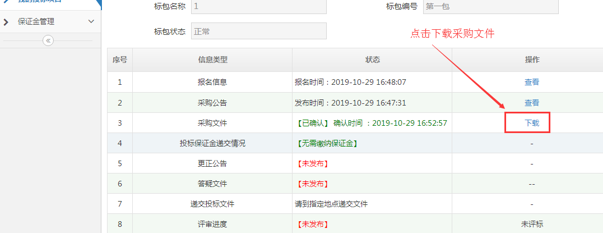 标包名称 1 标包编号 第一包
保证金管理
标包状态 正常
点击下载采购文件
序号 信息类型 状态 操作
1 报名信息 报名时间：2019-10-29 16:48:07 查看
2 采购公告 发布时间：2019-10-29 16:47:31 查看
3 采购文件 【已确认】 确认时间 ：2019-10-29 16:52:57 下载
4 投标保证金递交情况 【无需缴纳保证金】 -
5 更正公告 【未发布】 -
6 答疑文件 【未发布】 --
7 递交投标文件 请到指定地点递交文件 -
8 评审进度 【未发布】 未评标